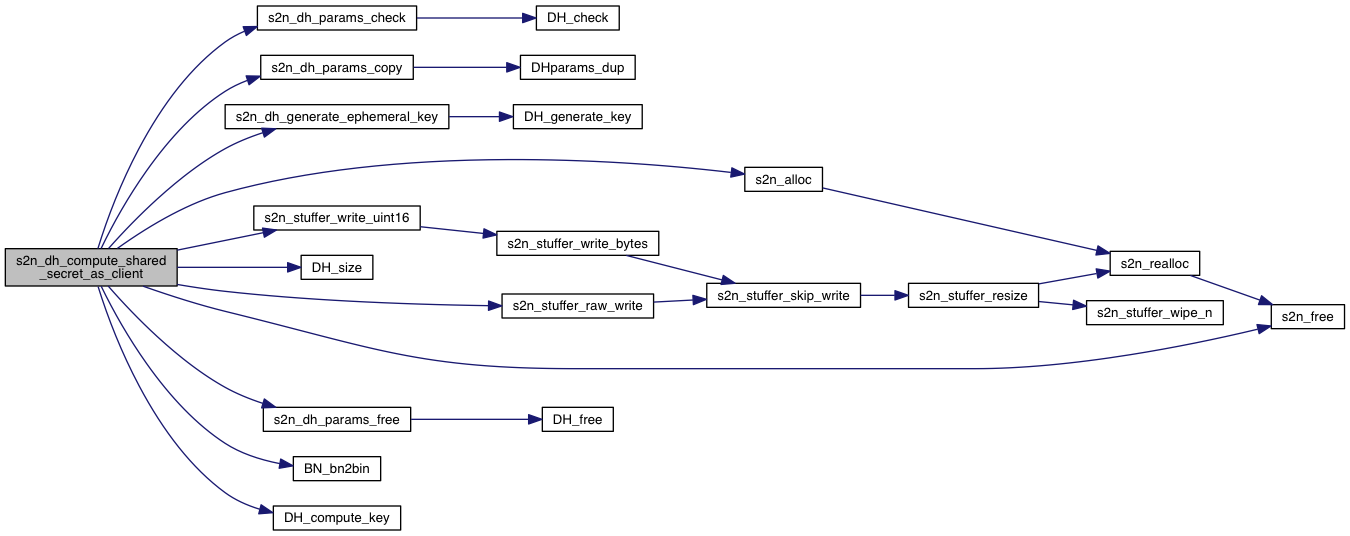 s2n_dh_params_check
DH_check
s2n_dh_params_copy
DHparams_dup
s2n_dh_generate_ephemeral_key
DH_generate_key
s2n_alloc
s2n_stuffer_write_uint16
s2n_stuffer_write_bytes
s2n_dh_compute_shared
_secret_as_client
DH_size
s2n_realloc
s2n_stuffer_raw_write
s2n_stuffer_skip_write
s2n_stuffer_resize
s2n_stuffer_wipe_n
s2n_free
s2n_dh_params_free
DH_free
BN_bn2bin
DH_compute_key